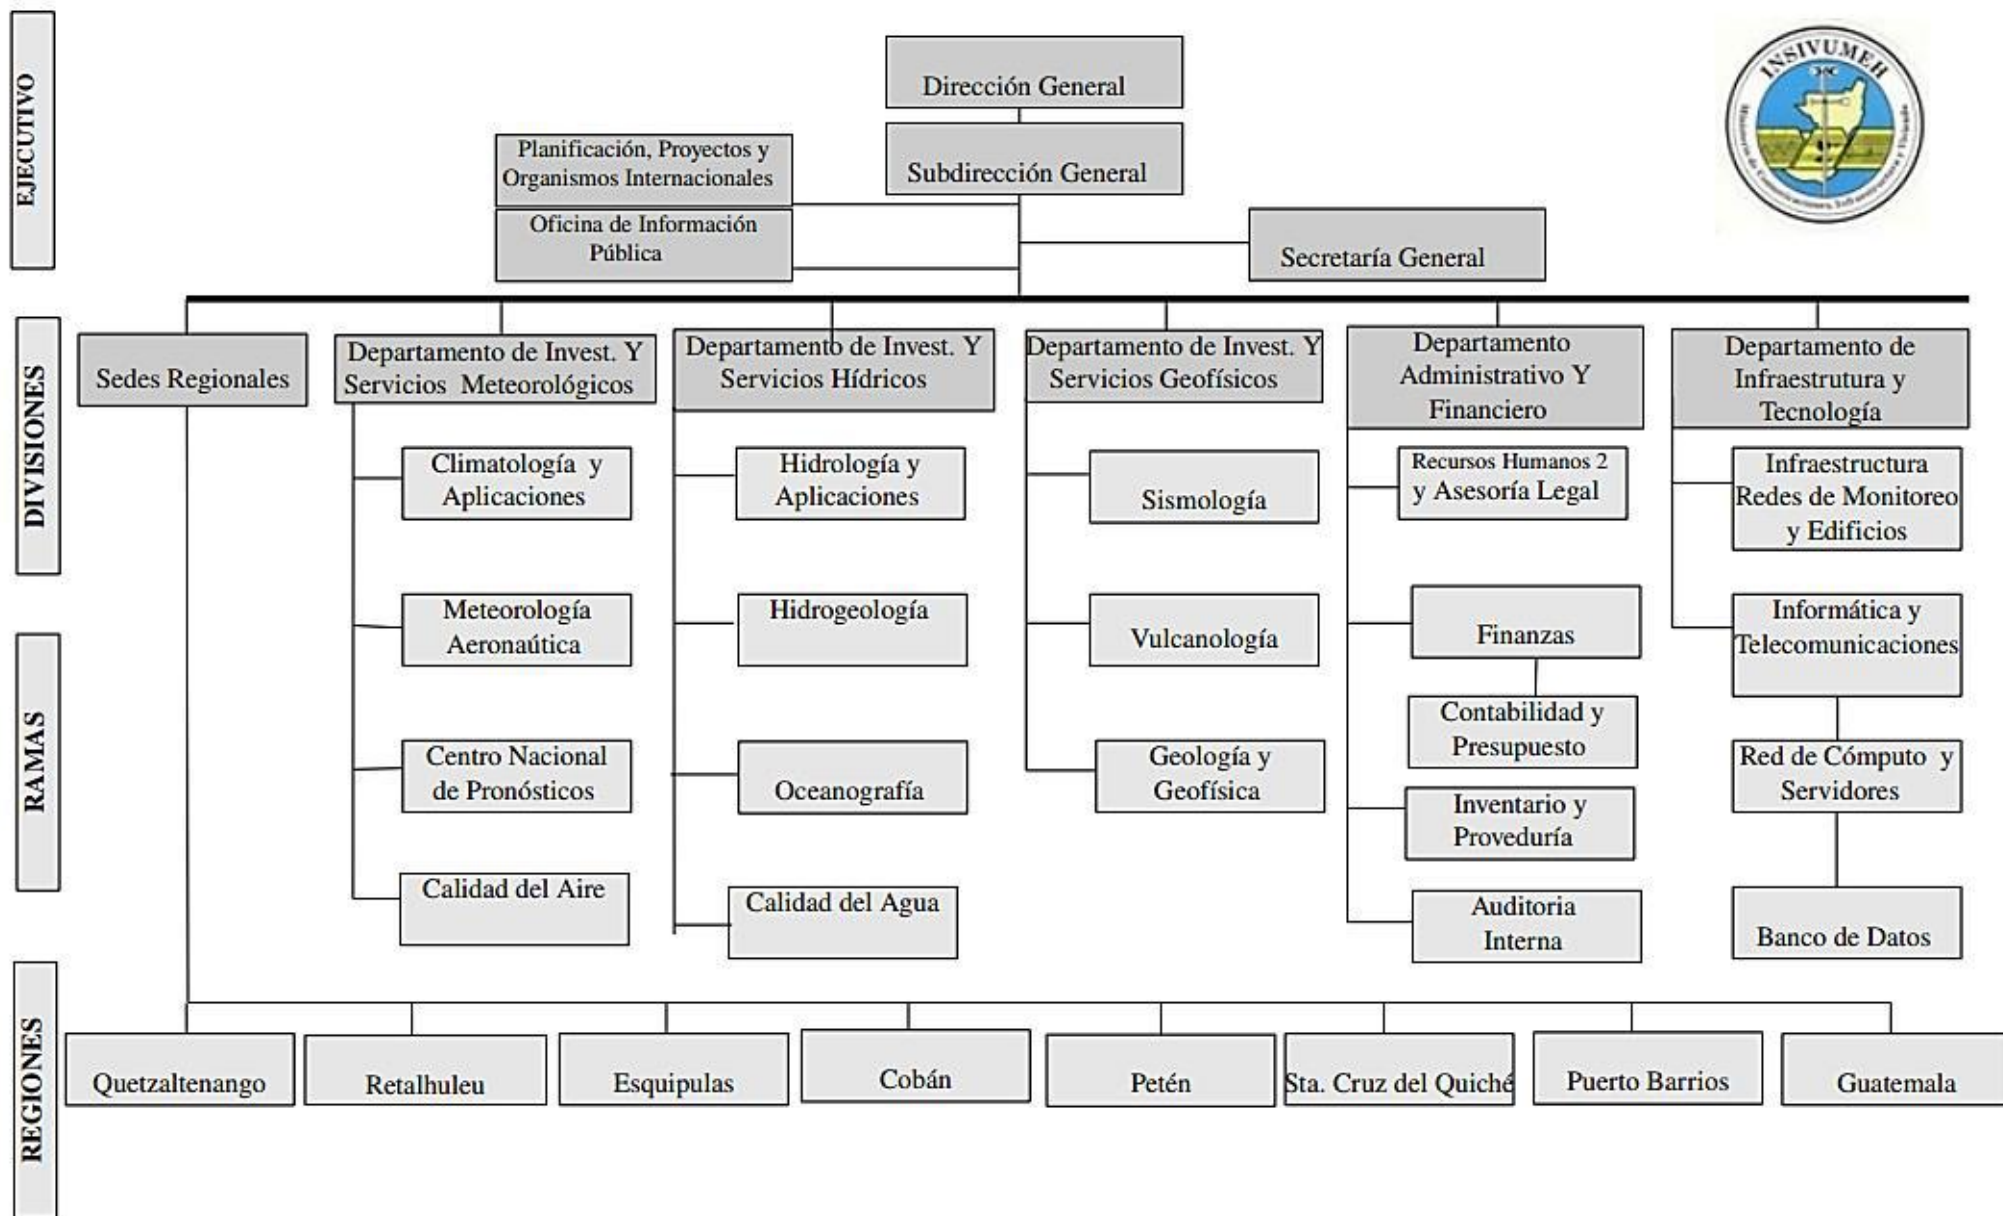 EJECUTIVO
Dirección General
Subdirección General
Planificación, Proyectos y
Organismos Internacionales
Oficina de Información
Pública
Secretaría General
INSIVUMEH
Ministerio de Comunicaciones, Infraestructura y Vivienda
DIVISIONES
Sedes Regionales
Departamento de Invest. Y
Servicios Meteorológicos
Departamento de Invest. Y
Servicios Hídricos
Departamento de Invest. Y
Servicios Geofísicos
Departamento
Administrativo Y
Financiero
Departamento de
Infraestrutura y
Tecnología
Climatología y
Aplicaciones
Hidrología y
Aplicaciones
Sismología
Recursos Humanos 2
y Asesoría Legal
Infraestructura
Redes de Monitoreo
y Edificios
Meteorología
Aeronaútica
Hidrogeología
Vulcanología
Finanzas
Informática y
Telecomunicaciones
RAMAS
Centro Nacional
de Pronósticos
Oceanografía
Geología y
Geofísica
Contabilidad y
Presupuesto
Red de Cómputo y
Servidores
Inventario y
Proveduría
Calidad del Aire
Calidad del Agua
Auditoria
Interna
Banco de Datos
REGIONES
Quetzaltenango
Retalhuleu
Esquipulas
Cobán
Petén
Sta. Cruz del Quiché
Puerto Barrios
Guatemala